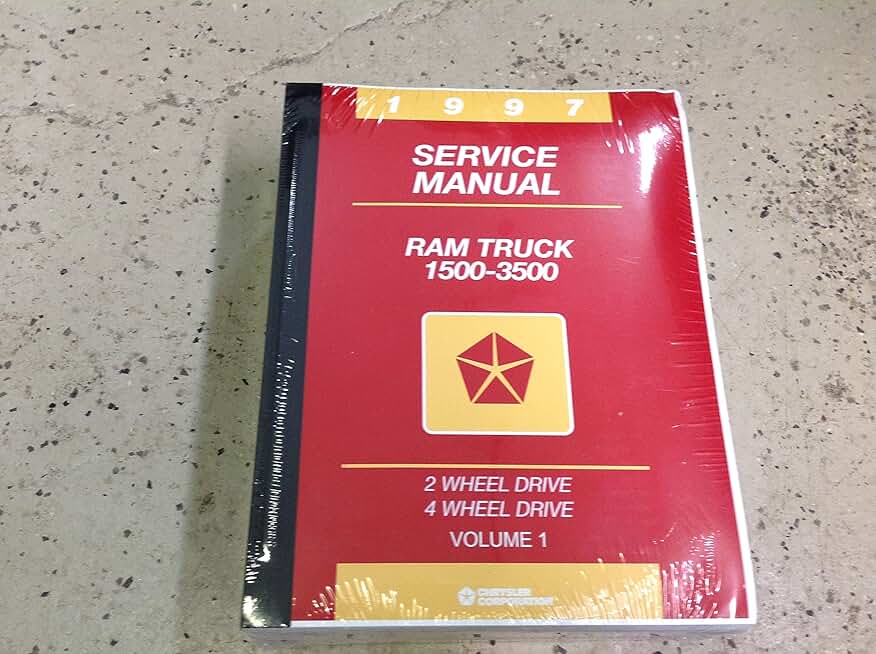 1 9 9 7
SERVICE
MANUAL
RAM TRUCK
1500-3500
2 WHEEL DRIVE
4 WHEEL DRIVE
VOLUME 1
CHRYSLER
CORPORATION